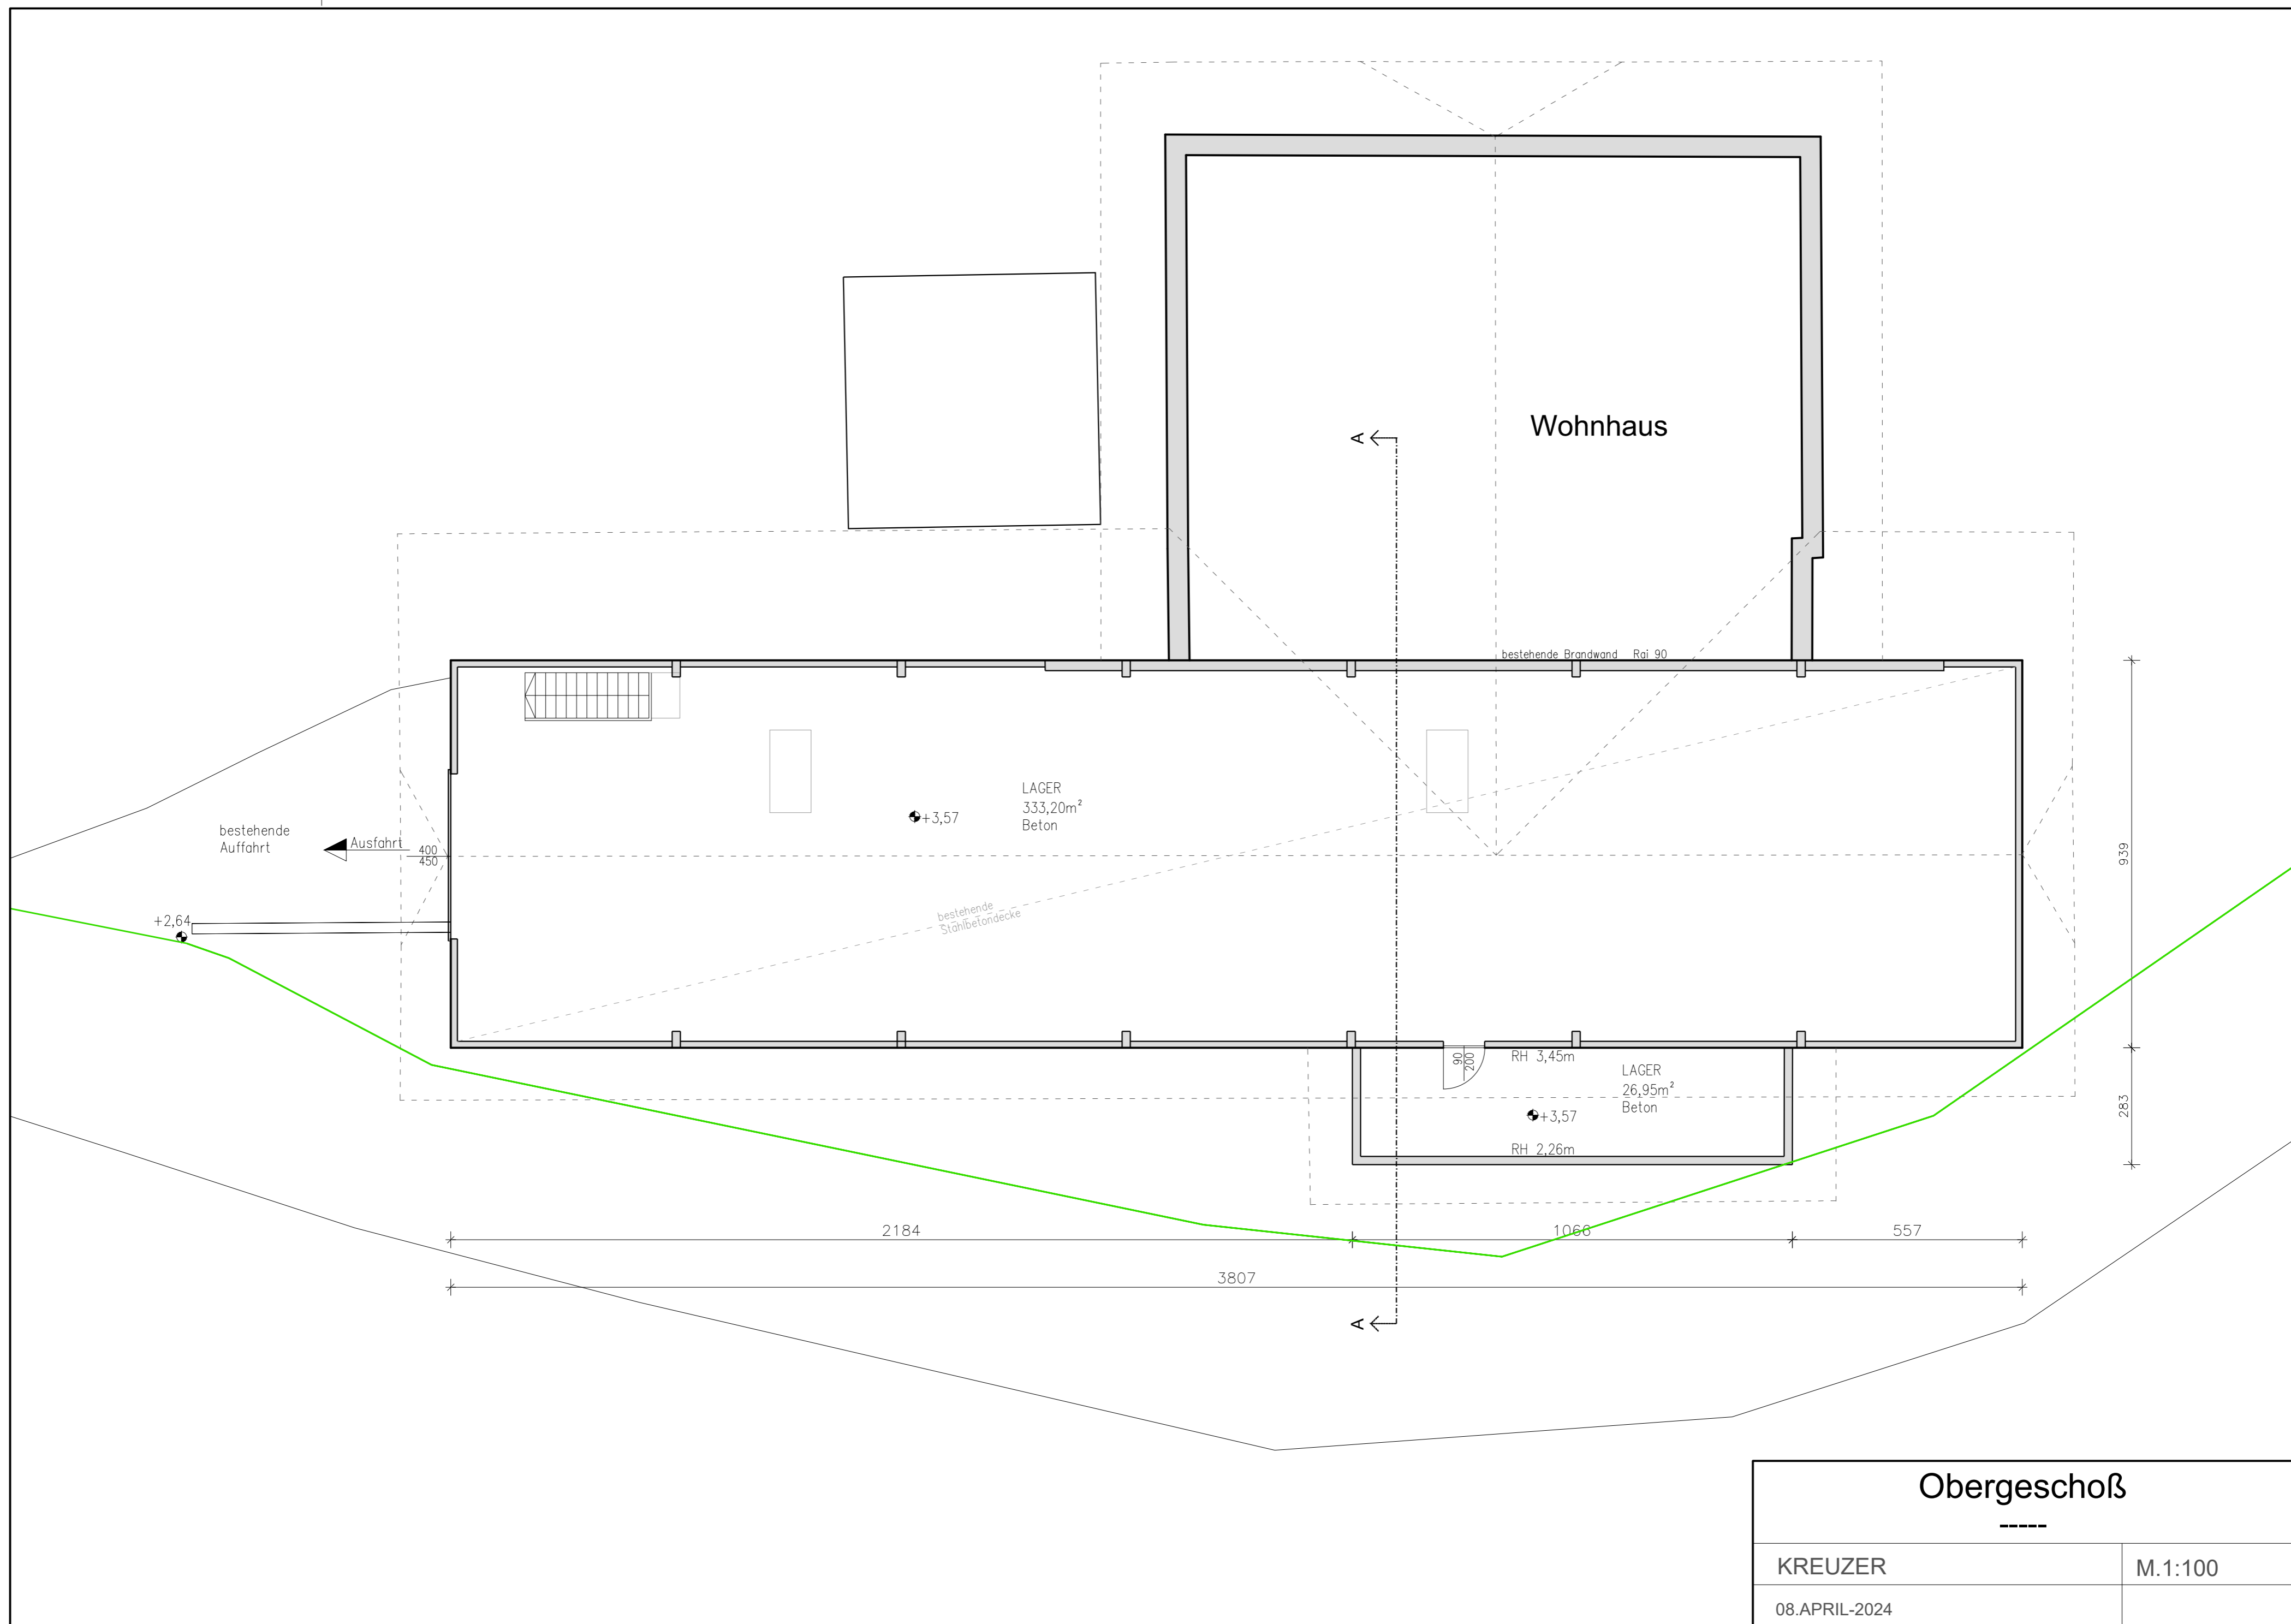 Wohnhaus
A
bestehende Brandwand Rai 90
LAGER
333,20m²
Beton
+3,57
bestehende
Auffahrt
Ausfahrt
400
450
939
+2,64
bestehende
Stahlbetondecke
90
200
RH 3,45m
LAGER
26,95m²
Beton
+3,57
RH 2,26m
283
2184
1066
557
3807
A
Obergeschoß
-----
KREUZER
M.1:100
08.APRIL-2024